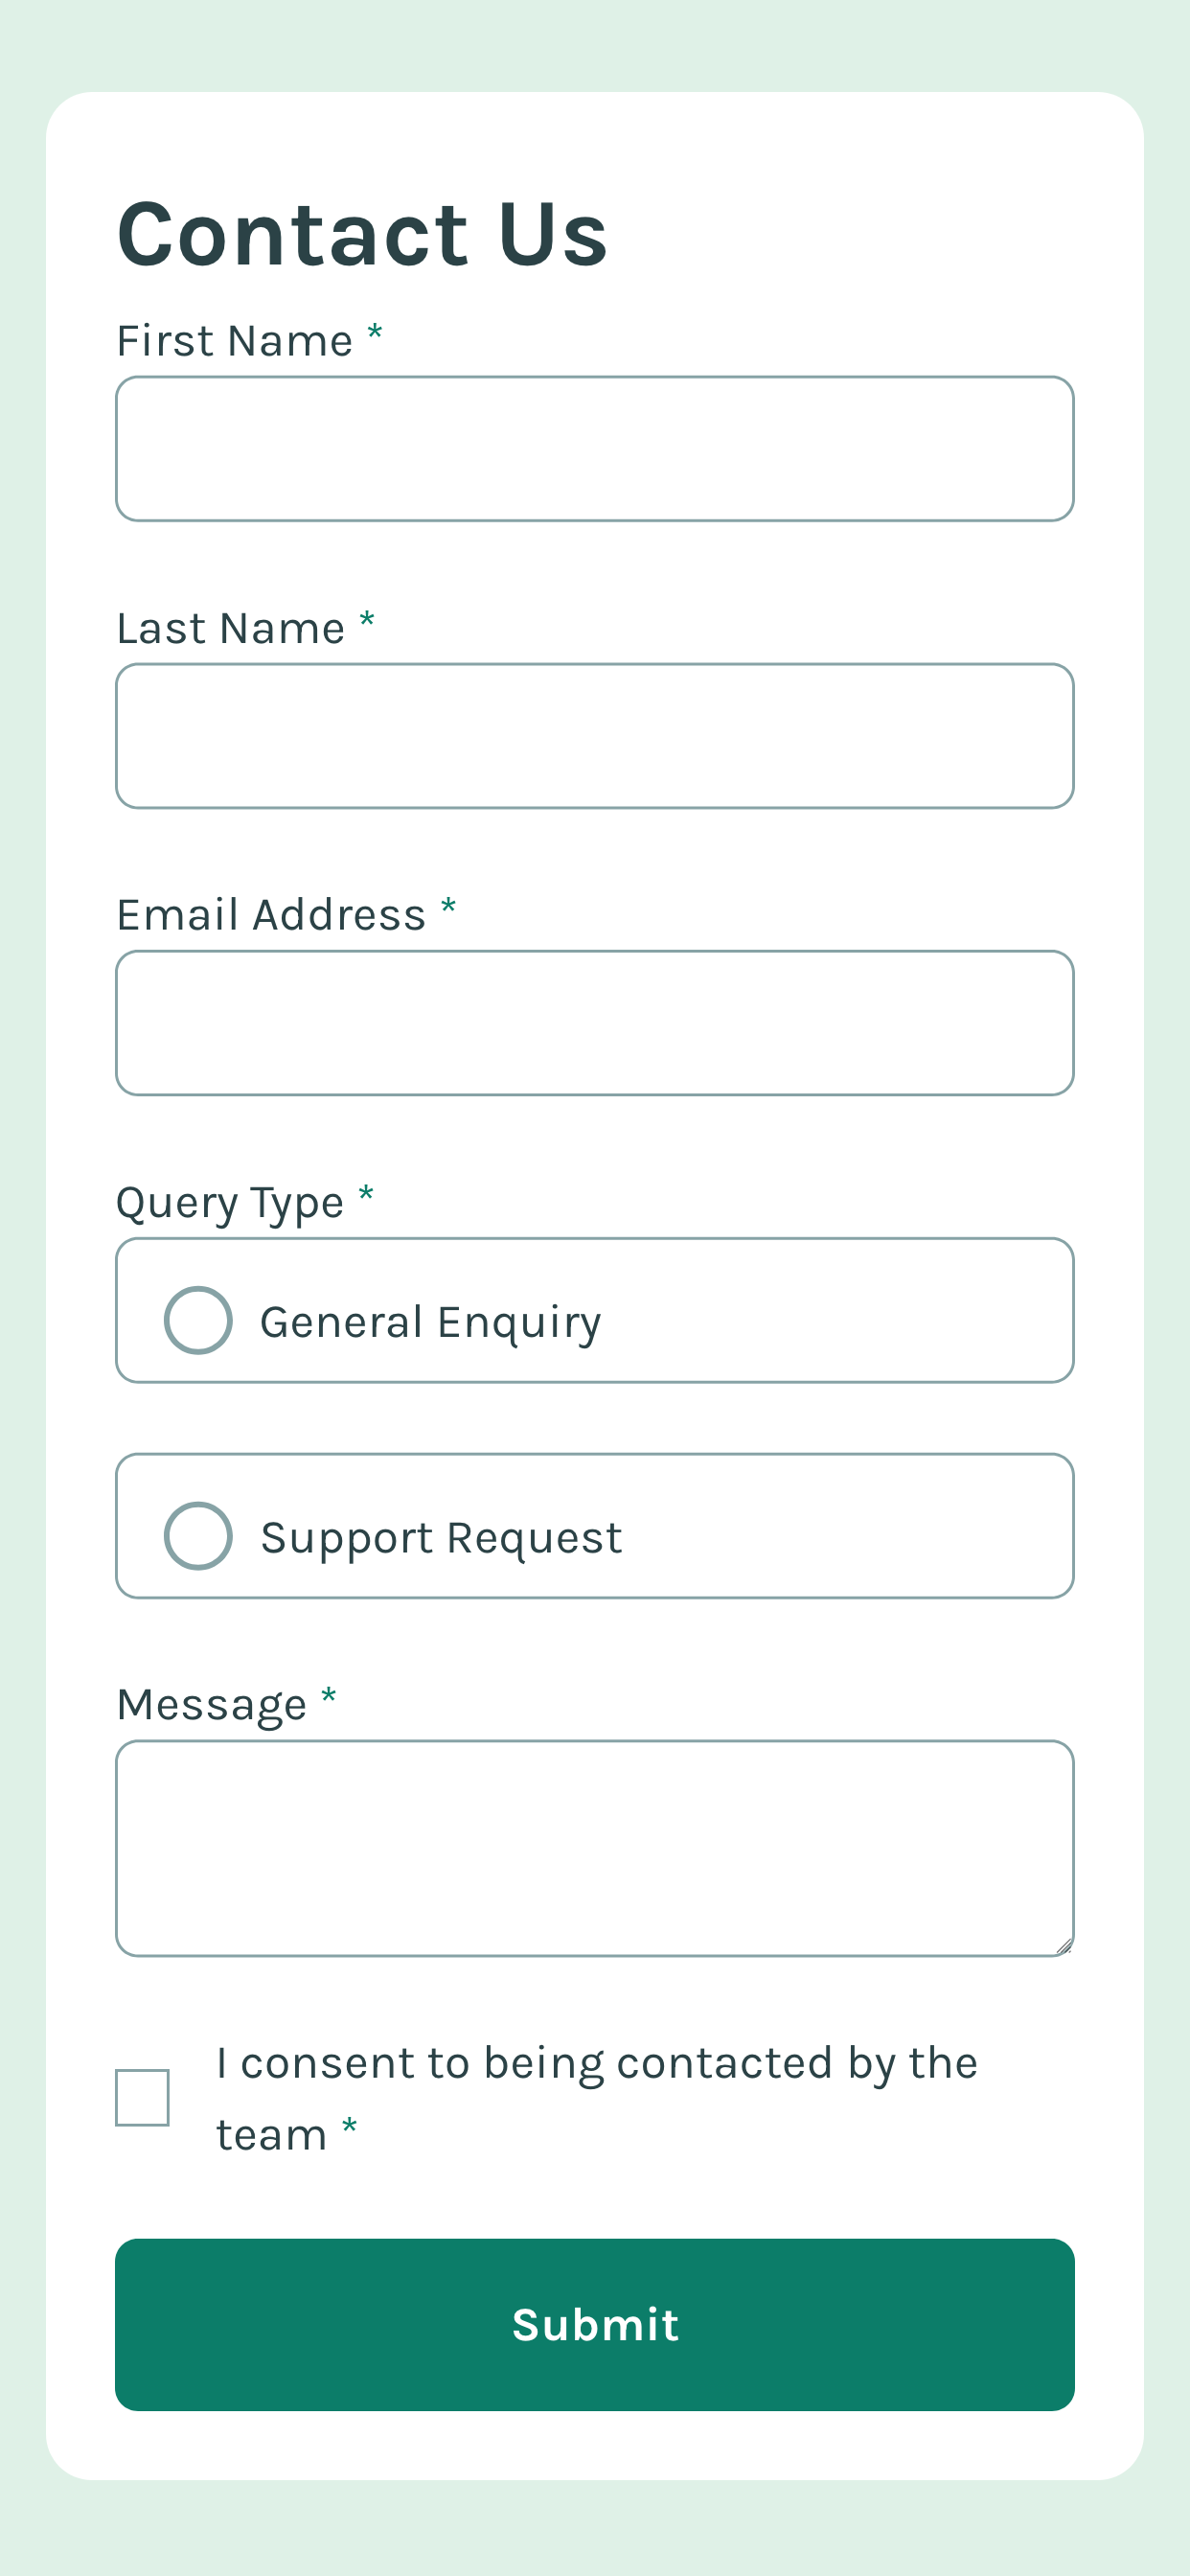 Contact Us
First Name *
Last Name *
Email Address *
Query Type *
General Enquiry
Support Request
Message *
I consent to being contacted by the
team *
Submit